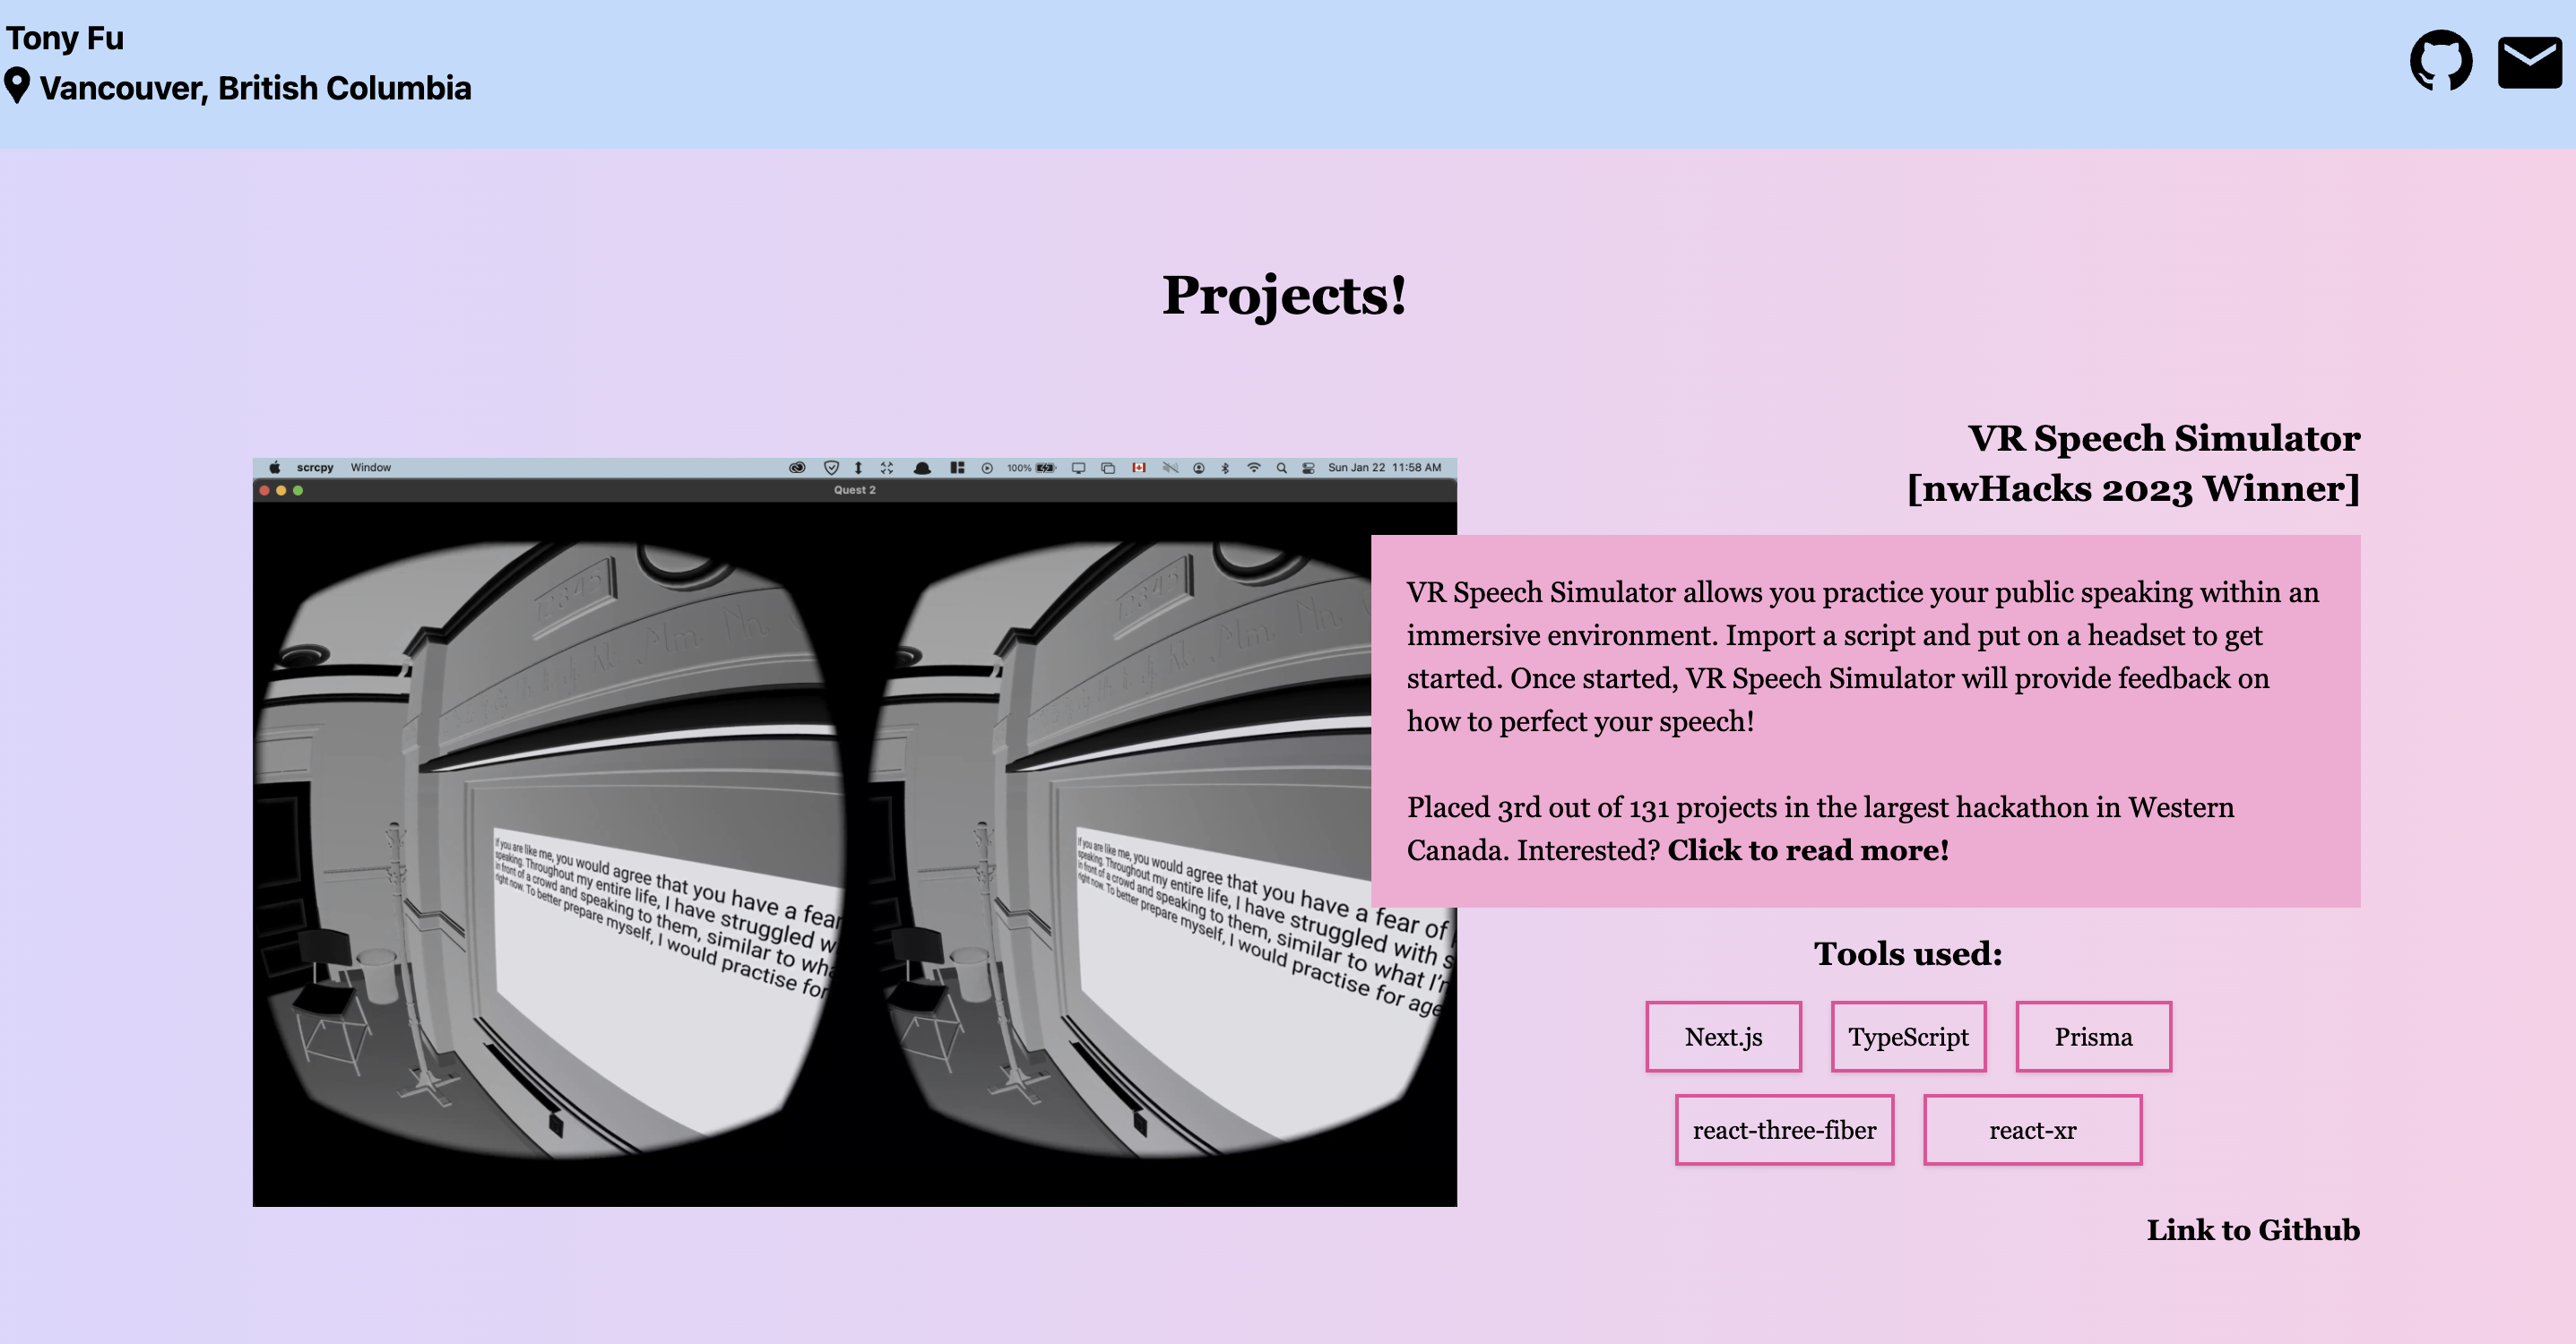 Tony Fu
Vancouver, British Columbia
Projects!
VR Speech Simulator
[nwHacks 2023 Winner]
scrcpy Window 100% Sun Jan 22 11:58 AM
Quest 2
12345
Mm Nn
If you are like me, you would agree that you have a fear
speaking. Throughout my entire life, I have struggled w
in front of a crowd and speaking to them, similar to wha
right now. To better prepare myself, I would practise for
12345
Mm Nn
If you are like me, you would agree that you have a fear of
speaking. Throughout my entire life, I have struggled with s
in front of a crowd and speaking to them, similar to what I'm
right now. To better prepare myself, I would practise for age
VR Speech Simulator allows you practice your public speaking within an
immersive environment. Import a script and put on a headset to get
started. Once started, VR Speech Simulator will provide feedback on
how to perfect your speech!
Placed 3rd out of 131 projects in the largest hackathon in Western
Canada. Interested? Click to read more!
Tools used:
Next.js TypeScript Prisma
react-three-fiber react-xr
Link to Github